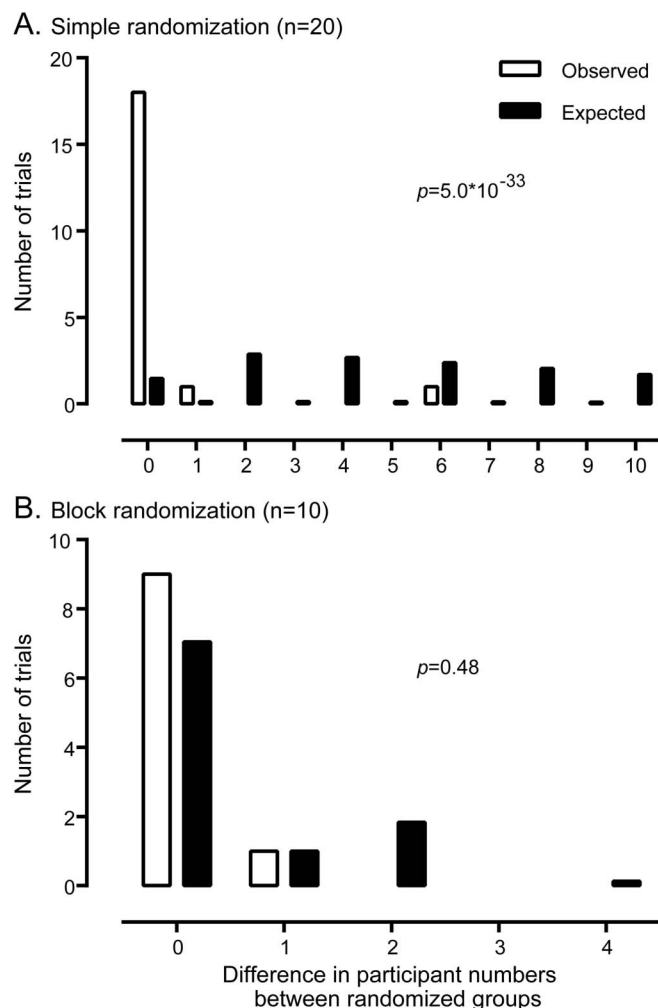 A. Simple randomization (n=20)
20
15
10
5
0
Number of trials
Observed
Expected
p=5.0*10-33
0 1 2 3 4 5 6 7 8 9 10
B. Block randomization (n=10)
10
8
6
4
2
0
Number of trials
p=0.48
0 1 2 3 4
Difference in participant numbers
between randomized groups